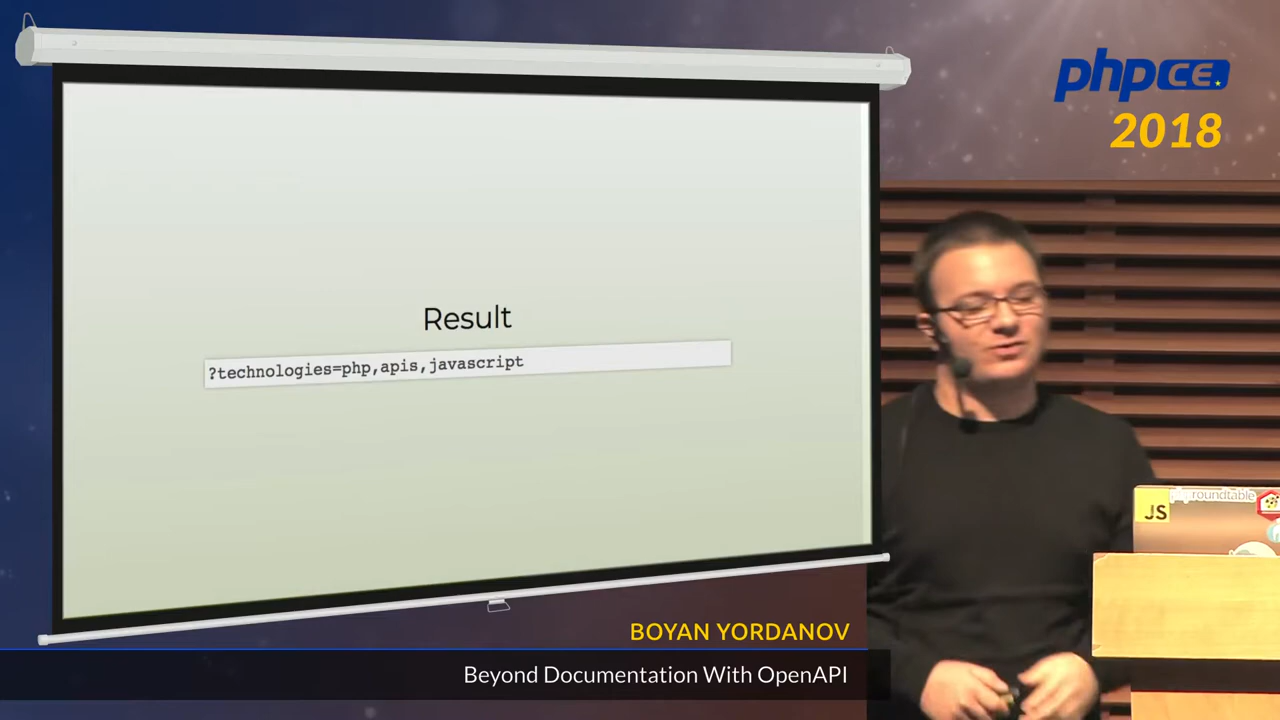 phpCE
2018
Result
?technologies=php,apis,javascript
JS
roundtable
BOYAN YORDANOV
Beyond Documentation With OpenAPI